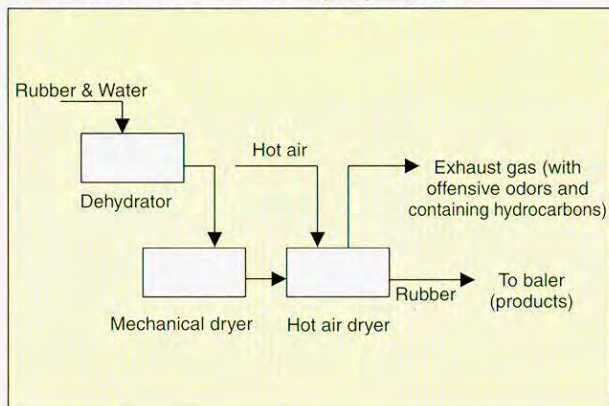 Rubber & Water
Dehydrator
Hot air
Exhaust gas (with
offensive odors and
containing hydrocarbons)
Mechanical dryer
Hot air dryer
Rubber
To baler
(products)